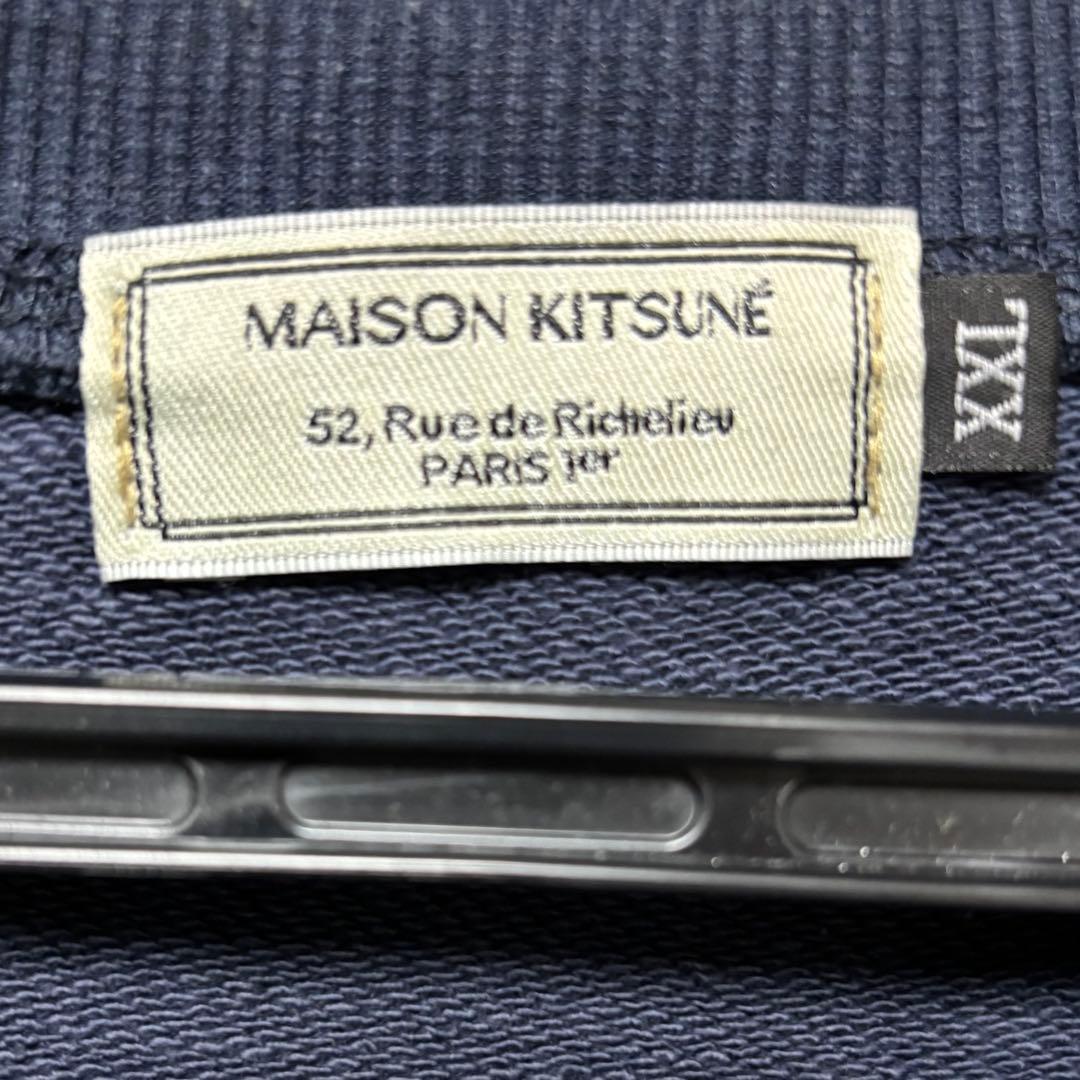 MAISON KITSUNÉ
52, Rue de Richelieu
PARIS 1er
XXL